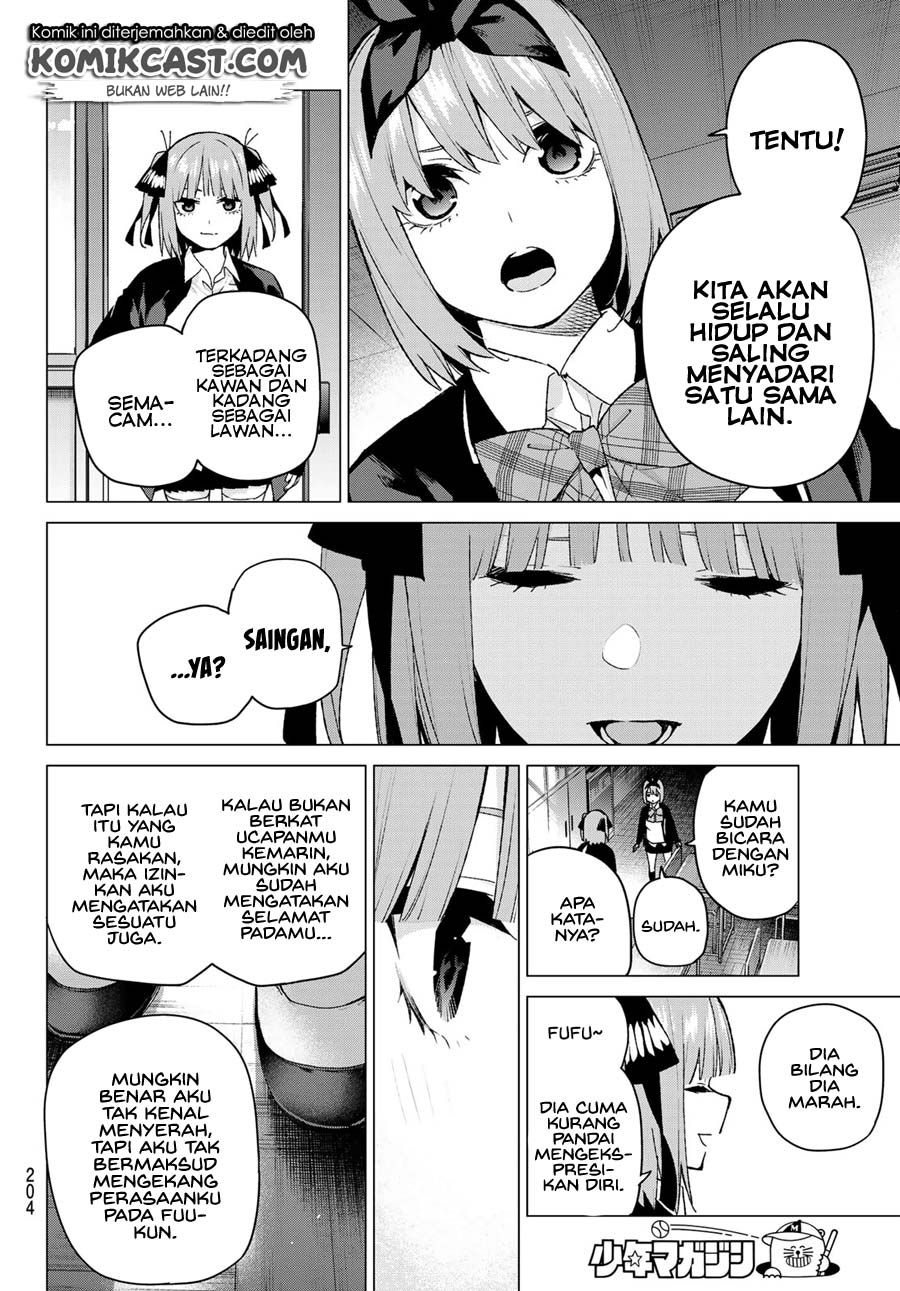 Komik ini diterjemahkan & diedit oleh
KOMIKCAST.COM
BUKAN WEB LAIN!!
TENTU!
KITA AKAN
SELALU
HIDUP DAN
SALING
MENYADARI
SATU SAMA
LAIN.
TERKADANG
SEBAGAI
KAWAN DAN
KADANG
SEBAGAI
LAWAN...
SEMA-
CAM...
SAINGAN,
...YA?
KAMU
SUDAH
BICARA
DENGAN
MIKU?
SUDAH.
APA
KATA-
NYA?
DIA
BILANG
DIA
MARAH.
FUFU~
DIA CUMA
KURANG
PANDAI
MENGEKS-
PRESI-
KAN DIRI.
KALAU BUKAN
BERKAT
UCAPANMU
KEMARIN,
MUNGKIN AKU
SUDAH
MENGATAKAN
SELAMAT
PADAMU...
TAPI KALAU
ITU YANG
KAMU
RASAKAN,
MAKA IZIN-
KAN AKU
MENGATAKAN
SESUATU
JUGA.
MUNGKIN
BENAR AKU
TAK KENAL
MENYERAH,
TAPI AKU TAK
BERMAKSUD
MENGEKANG
PERASAANKU
PADA FUU-
KUN.
204
少年マガジン
M